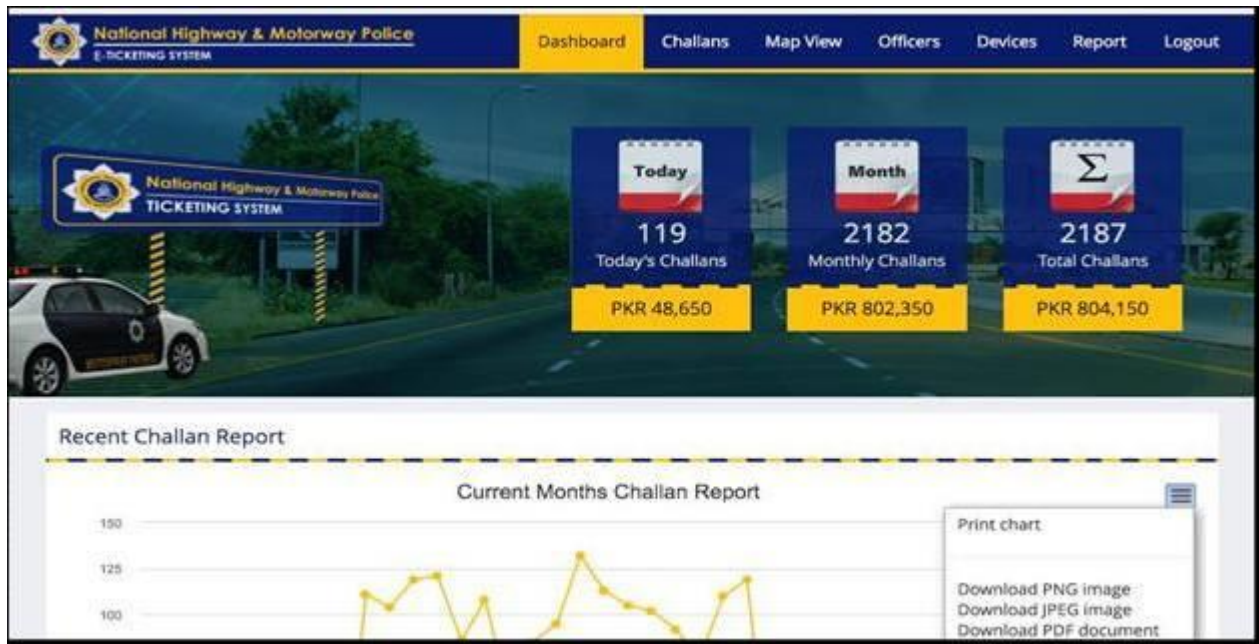 National Highway & Motorway Police
E-TICKETING SYSTEM
Dashboard
Challans
Map View
Officers
Devices
Report
Logout
National Highway & Motorway Police
TICKETING SYSTEM
Today
119
Today's Challans
PKR 48,650
Month
2182
Monthly Challans
PKR 802,350
Σ
2187
Total Challans
PKR 804,150
Recent Challan Report
Current Months Challan Report
150
125
100
Print chart
Download PNG image
Download JPEG image
Download PDF document